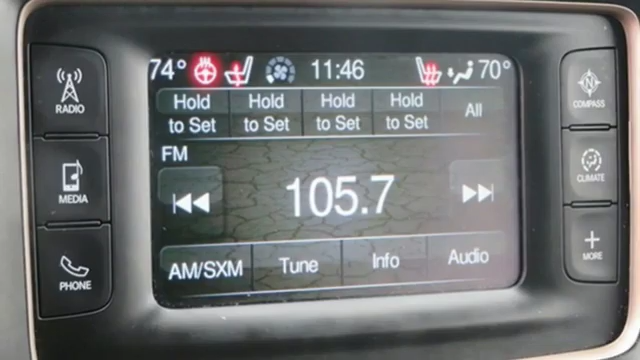 74° 11:46 70°
Hold to Set Hold to Set Hold to Set Hold to Set All
FM
105.7
AM/SXM Tune Info Audio
RADIO
MEDIA
PHONE
COMPASS
CLIMATE
MORE